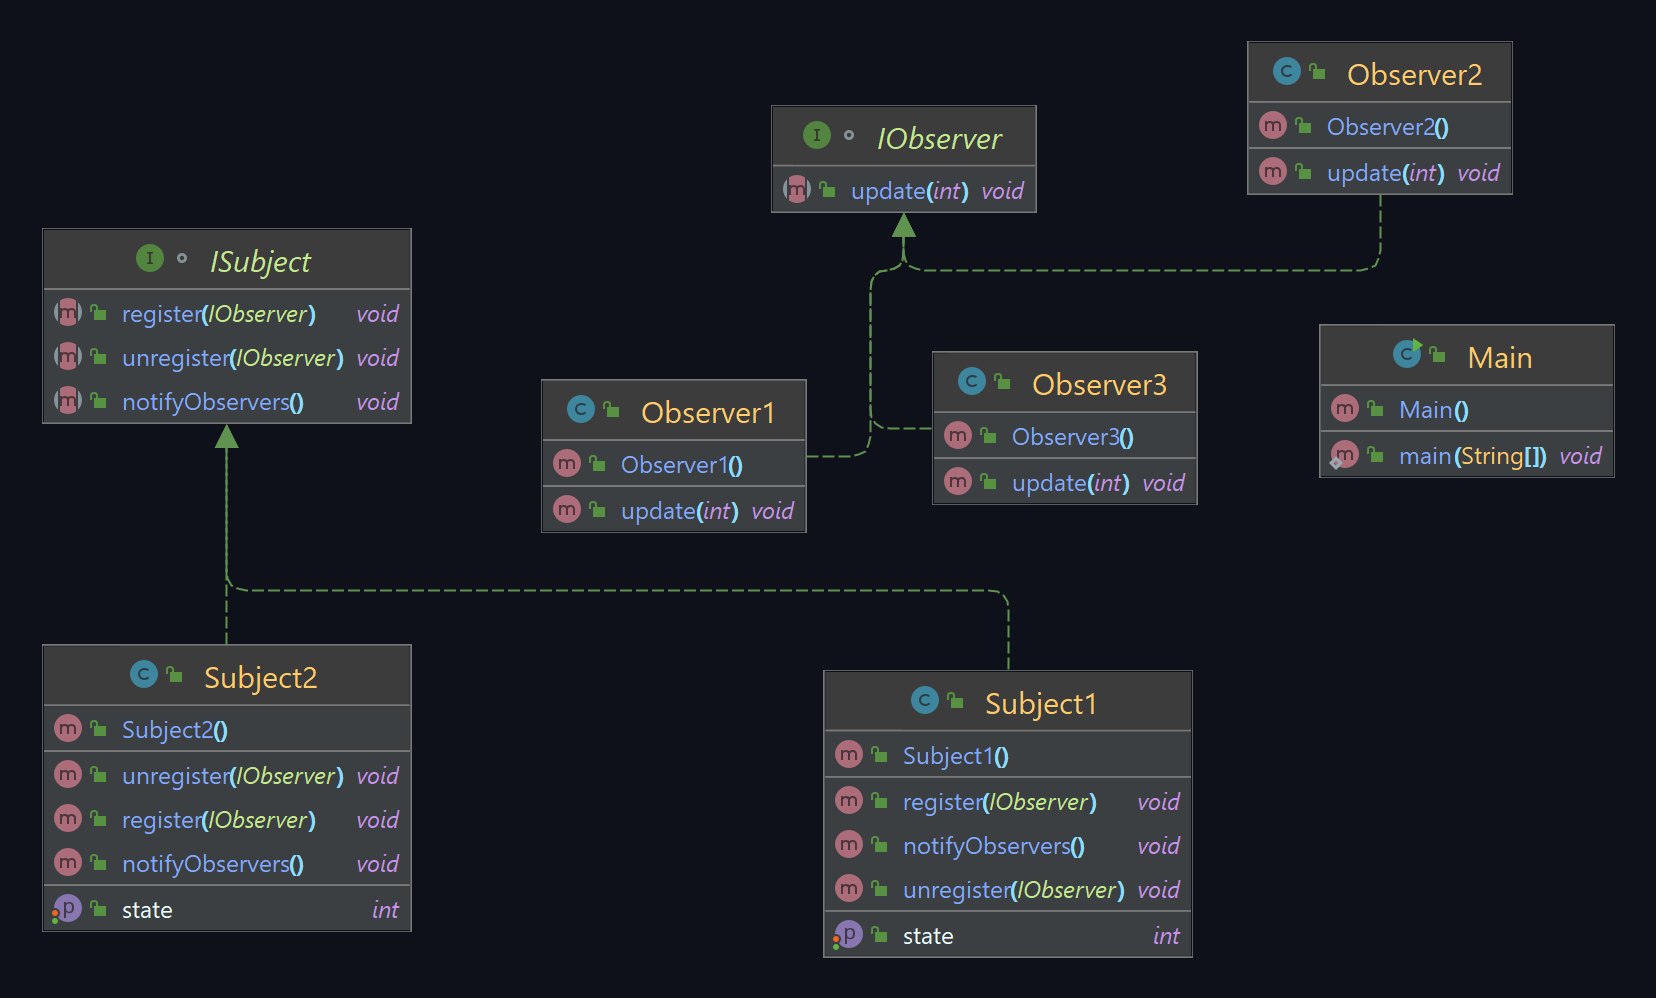 Observer2
Observer2()
update(int) void
IObserver
update(int) void
ISubject
register(IObserver) void
unregister(IObserver) void
notifyObservers() void
Main
Main()
main(String[]) void
Observer3
Observer3()
update(int) void
Observer1
Observer1()
update(int) void
Subject2
Subject2()
unregister(IObserver) void
register(IObserver) void
notifyObservers() void
state int
Subject1
Subject1()
register(IObserver) void
notifyObservers() void
unregister(IObserver) void
state int